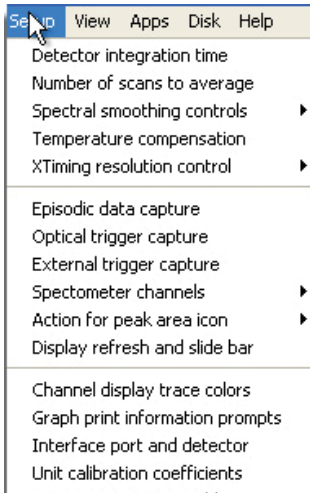 Setup View Apps Disk Help
Detector integration time
Number of scans to average
Spectral smoothing controls
Temperature compensation
XTiming resolution control
Episodic data capture
Optical trigger capture
External trigger capture
Spectometer channels
Action for peak area icon
Display refresh and slide bar
Channel display trace colors
Graph print information prompts
Interface port and detector
Unit calibration coefficients